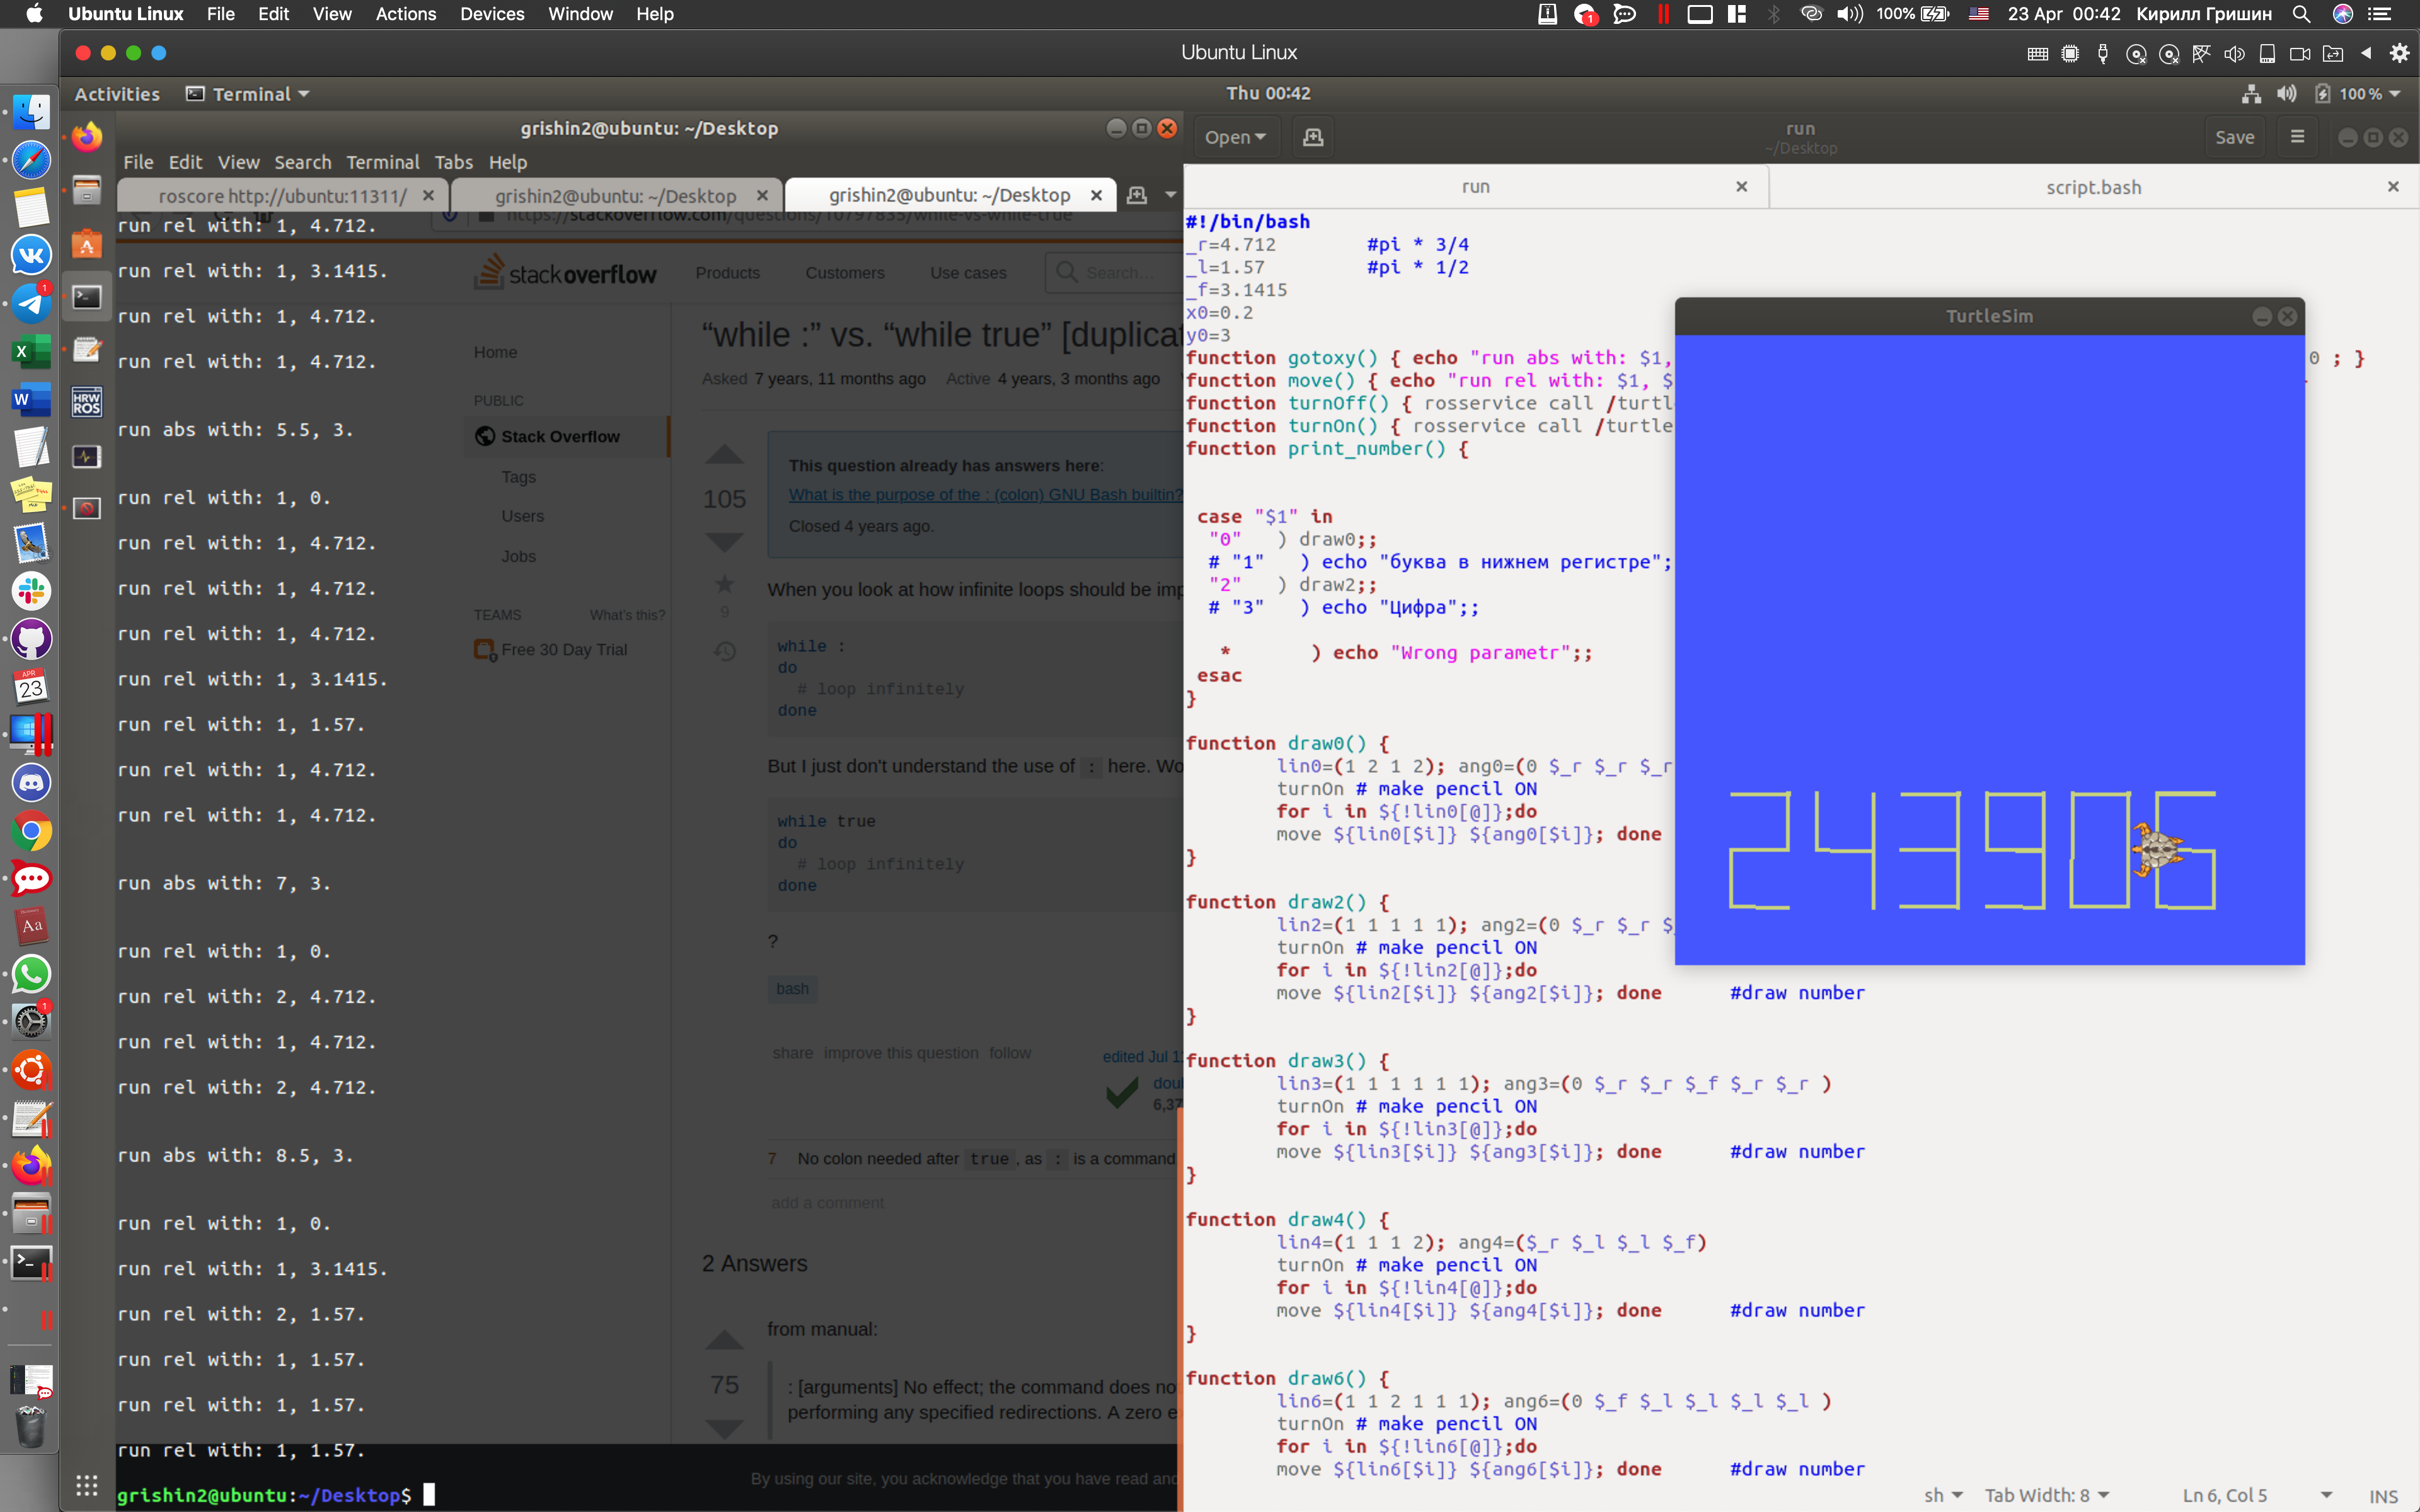 Ubuntu Linux File Edit View Actions Devices Window Help
1 100% 23 Apr 00:42 Кирилл Гришин
Ubuntu Linux
Activities Terminal Thu 00:42 100 %
grishin2@ubuntu: ~/Desktop
File Edit View Search Terminal Tabs Help
roscore http://ubuntu:11311/ grishin2@ubuntu: ~/Desktop grishin2@ubuntu: ~/Desktop
https://stackoverflow.com/questions/10797835/while-vs-while-true
run rel with: 1, 4.712.
run rel with: 1, 3.1415.
run rel with: 1, 4.712.
run rel with: 1, 4.712.
run abs with: 5.5, 3.
run rel with: 1, 0.
run rel with: 1, 4.712.
run rel with: 1, 4.712.
run rel with: 1, 4.712.
run rel with: 1, 3.1415.
run rel with: 1, 1.57.
run rel with: 1, 4.712.
run rel with: 1, 4.712.
run abs with: 7, 3.
run rel with: 1, 0.
run rel with: 2, 4.712.
run rel with: 1, 4.712.
run rel with: 2, 4.712.
run abs with: 8.5, 3.
run rel with: 1, 0.
run rel with: 1, 3.1415.
run rel with: 2, 1.57.
run rel with: 1, 1.57.
run rel with: 1, 1.57.
run rel with: 1, 1.57.
grishin2@ubuntu:~/Desktop$
HRW
ROS
APR
23
Aa
stackoverflow Products Customers Use cases Search...
Home
PUBLIC
Stack Overflow
Tags
Users
Jobs
TEAMS What's this?
Free 30 Day Trial
“while :” vs. “while true” [duplicat
Asked 7 years, 11 months ago Active 4 years, 3 months ago
105
9
This question already has answers here:
What is the purpose of the : (colon) GNU Bash builtin?
Closed 4 years ago.
When you look at how infinite loops should be imp
while :
do
# loop infinitely
done
But I just don't understand the use of : here. Wo
while true
do
# loop infinitely
done
?
bash
share improve this question follow
edited Jul 1
doul
6,37
7 No colon needed after true, as : is a command
add a comment
2 Answers
75
from manual:
: [arguments] No effect; the command does no
performing any specified redirections. A zero e
By using our site, you acknowledge that you have read and
Open run ~/Desktop Save
run script.bash
#!/bin/bash
_r=4.712 #pi * 3/4
_l=1.57 #pi * 1/2
_f=3.1415
x0=0.2
y0=3
function gotoxy() { echo "run abs with: $1, 0 ; }
function move() { echo "run rel with: $1, $
function turnOff() { rosservice call /turtl
function turnOn() { rosservice call /turtle
function print_number() {
case "$1" in
"0" ) draw0;;
# "1" ) echo "буква в нижнем регистре";
"2" ) draw2;;
# "3" ) echo "Цифра";;
* ) echo "Wrong parametr";;
esac
}
function draw0() {
lin0=(1 2 1 2); ang0=(0 $_r $_r $_r
turnOn # make pencil ON
for i in ${!lin0[@]};do
move ${lin0[$i]} ${ang0[$i]}; done
}
function draw2() {
lin2=(1 1 1 1 1); ang2=(0 $_r $_r $_
turnOn # make pencil ON
for i in ${!lin2[@]};do
move ${lin2[$i]} ${ang2[$i]}; done #draw number
}
function draw3() {
lin3=(1 1 1 1 1 1); ang3=(0 $_r $_r $_f $_r $_r )
turnOn # make pencil ON
for i in ${!lin3[@]};do
move ${lin3[$i]} ${ang3[$i]}; done #draw number
}
function draw4() {
lin4=(1 1 1 2); ang4=($_r $_l $_l $_f)
turnOn # make pencil ON
for i in ${!lin4[@]};do
move ${lin4[$i]} ${ang4[$i]}; done #draw number
}
function draw6() {
lin6=(1 1 2 1 1 1); ang6=(0 $_f $_l $_l $_l $_l )
turnOn # make pencil ON
for i in ${!lin6[@]};do
move ${lin6[$i]} ${ang6[$i]}; done #draw number
sh Tab Width: 8 Ln 6, Col 5 INS
TurtleSim
243906